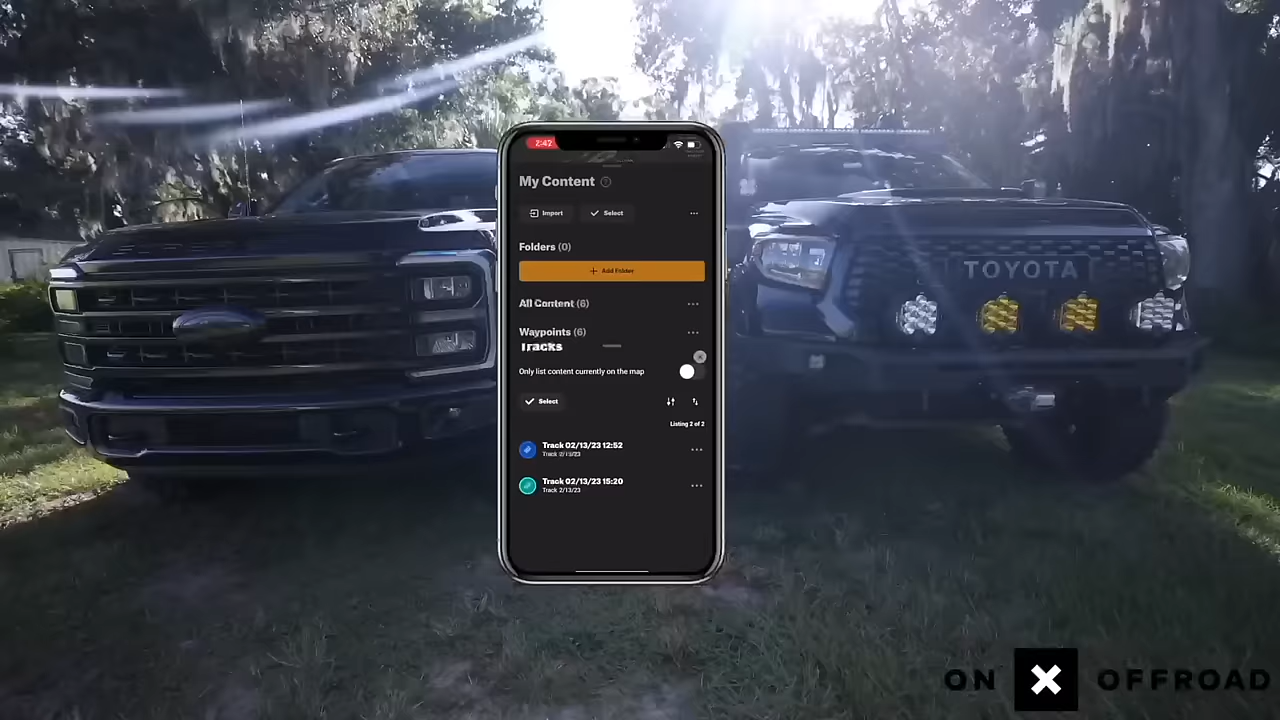 2:42
My Content
Import
Select
Folders (0)
+ Add Folder
All Content (6)
Waypoints (6)
Tracks
Only list content currently on the map
Select
Listing 2 of 2
Track 02/13/23 12:52
Track 2/13/23
Track 02/13/23 15:20
Track 2/13/23
TOYOTA
ON X OFFROAD